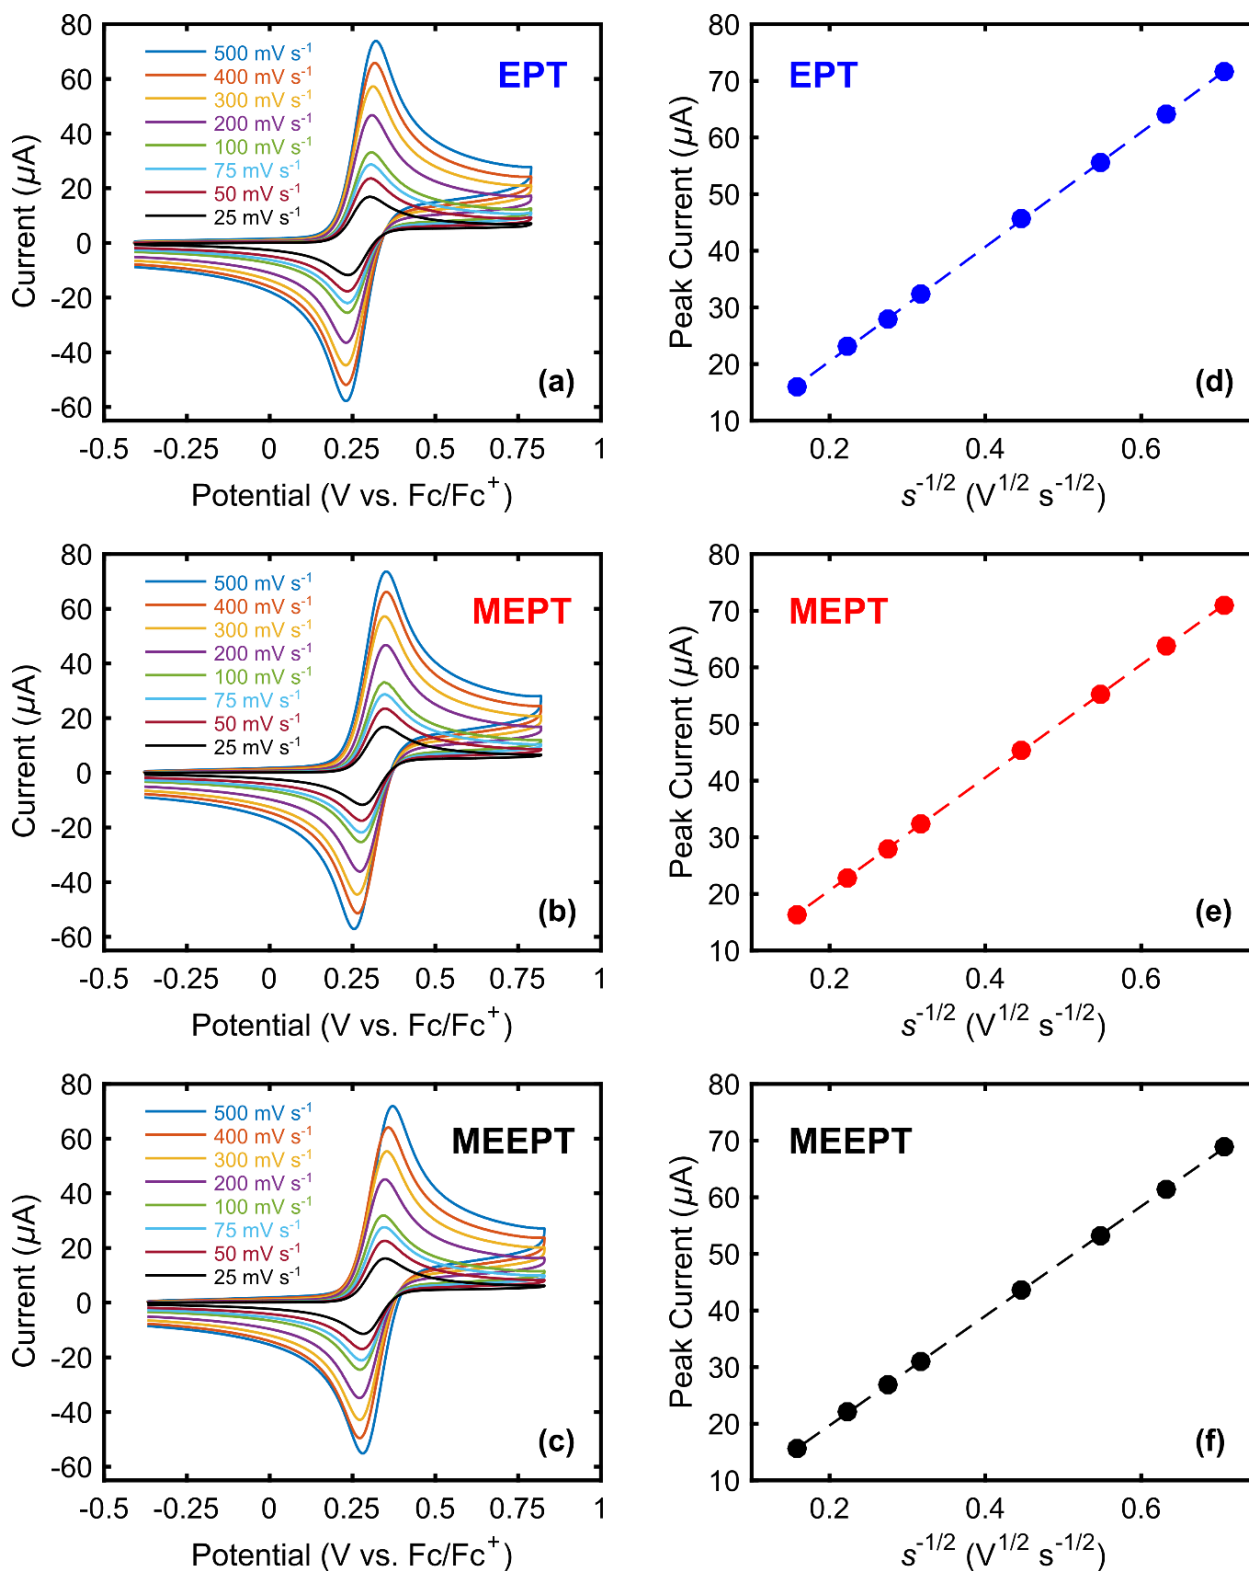 80
60
40
20
0
-20
-40
-60
Current (µA)
500 mV s⁻¹
400 mV s⁻¹
300 mV s⁻¹
200 mV s⁻¹
100 mV s⁻¹
75 mV s⁻¹
50 mV s⁻¹
25 mV s⁻¹
EPT
(a)
-0.5 -0.25 0 0.25 0.5 0.75 1
Potential (V vs. Fc/Fc⁺)
80
70
60
50
40
30
20
10
Peak Current (µA)
EPT
(d)
0.2 0.4 0.6
s⁻¹/² (V¹/² s⁻¹/²)
80
60
40
20
0
-20
-40
-60
Current (µA)
500 mV s⁻¹
400 mV s⁻¹
300 mV s⁻¹
200 mV s⁻¹
100 mV s⁻¹
75 mV s⁻¹
50 mV s⁻¹
25 mV s⁻¹
MEPT
(b)
-0.5 -0.25 0 0.25 0.5 0.75 1
Potential (V vs. Fc/Fc⁺)
80
70
60
50
40
30
20
10
Peak Current (µA)
MEPT
(e)
0.2 0.4 0.6
s⁻¹/² (V¹/² s⁻¹/²)
80
60
40
20
0
-20
-40
-60
Current (µA)
500 mV s⁻¹
400 mV s⁻¹
300 mV s⁻¹
200 mV s⁻¹
100 mV s⁻¹
75 mV s⁻¹
50 mV s⁻¹
25 mV s⁻¹
MEEPT
(c)
-0.5 -0.25 0 0.25 0.5 0.75 1
Potential (V vs. Fc/Fc⁺)
80
70
60
50
40
30
20
10
Peak Current (µA)
MEEPT
(f)
0.2 0.4 0.6
s⁻¹/² (V¹/² s⁻¹/²)